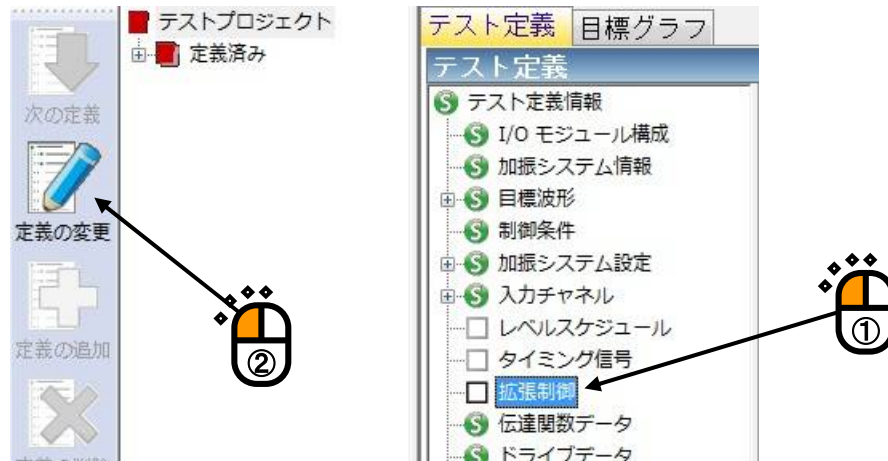 テストプロジェクト
定義済み
次の定義
定義の変更
②
定義の追加
テスト定義
目標グラフ
テスト定義
テスト定義情報
I/O モジュール構成
加振システム情報
目標波形
制御条件
加振システム設定
入力チャネル
レベルスケジュール
タイミング信号
拡張制御
伝達関数データ
ドライブデータ
①